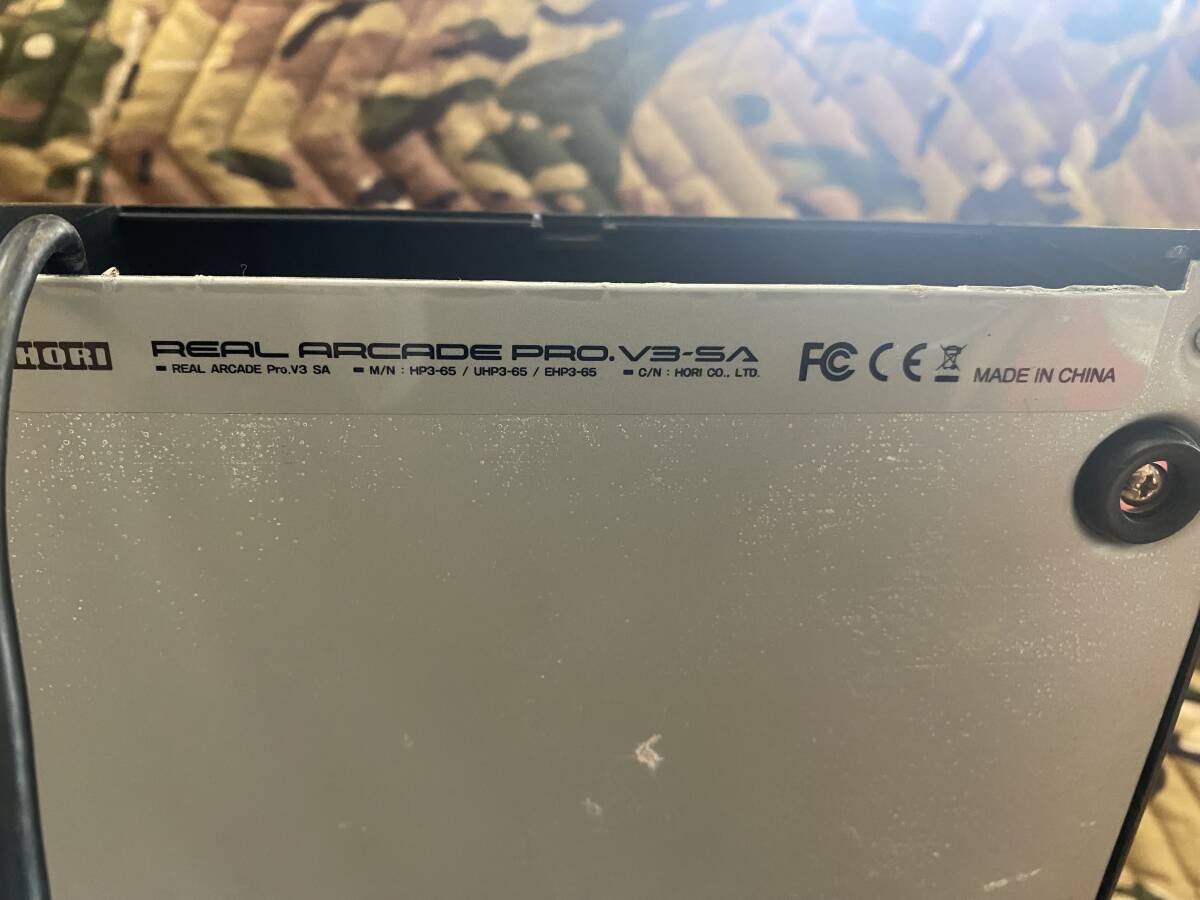 HORI REAL ARCADE PRO.V3-SA FC CE MADE IN CHINA
■ REAL ARCADE Pro.V3 SA ■ M/N : HP3-65 / UHP3-65 / EHP3-65 ■ C/N : HORI CO., LTD.